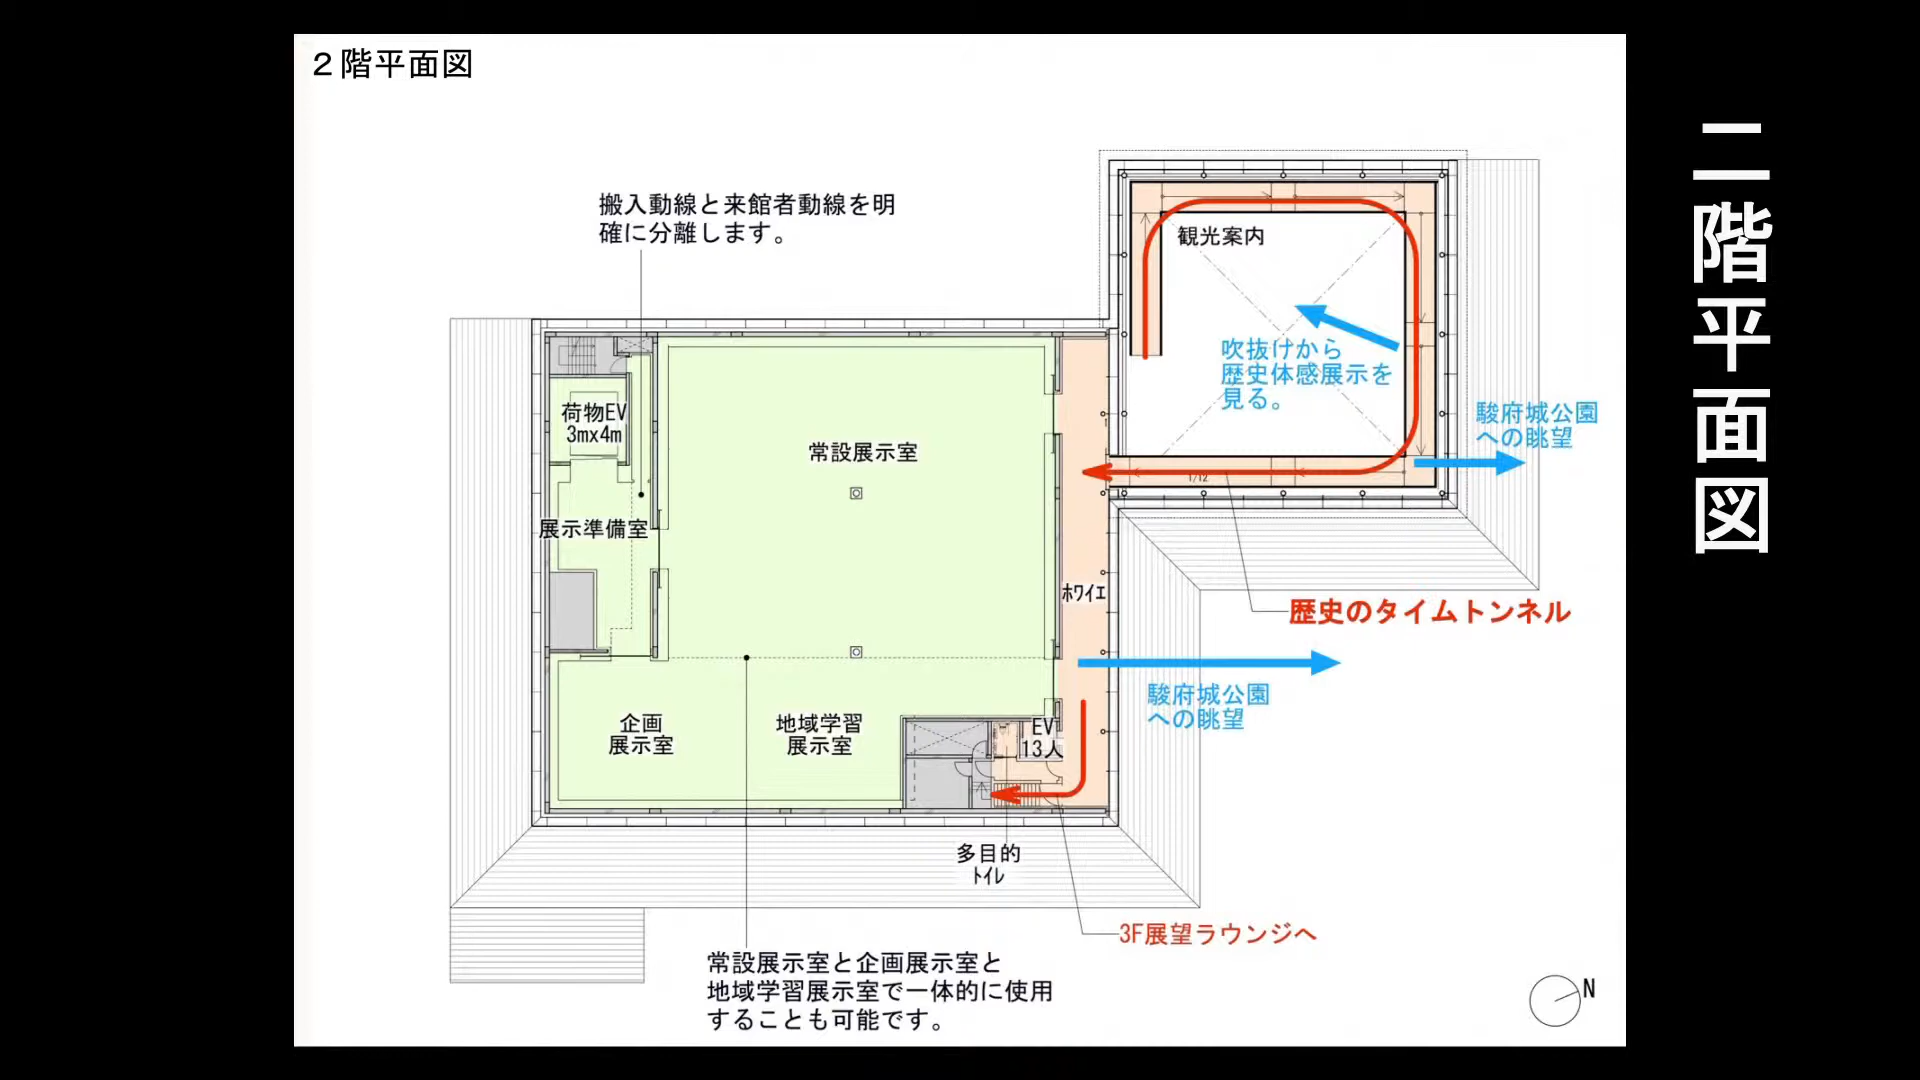 ２階平面図
二階平面図
搬入動線と来館者動線を明
確に分離します。
観光案内
吹抜けから
歴史体感展示を
見る。
駿府城公園
への眺望
荷物EV
3mx4m
常設展示室
1/12
展示準備室
ﾎﾜｲｴ
歴史のタイムトンネル
駿府城公園
への眺望
企画
展示室
地域学習
展示室
EV
13人
多目的
ﾄｲﾚ
3F展望ラウンジへ
常設展示室と企画展示室と
地域学習展示室で一体的に使用
することも可能です。
N